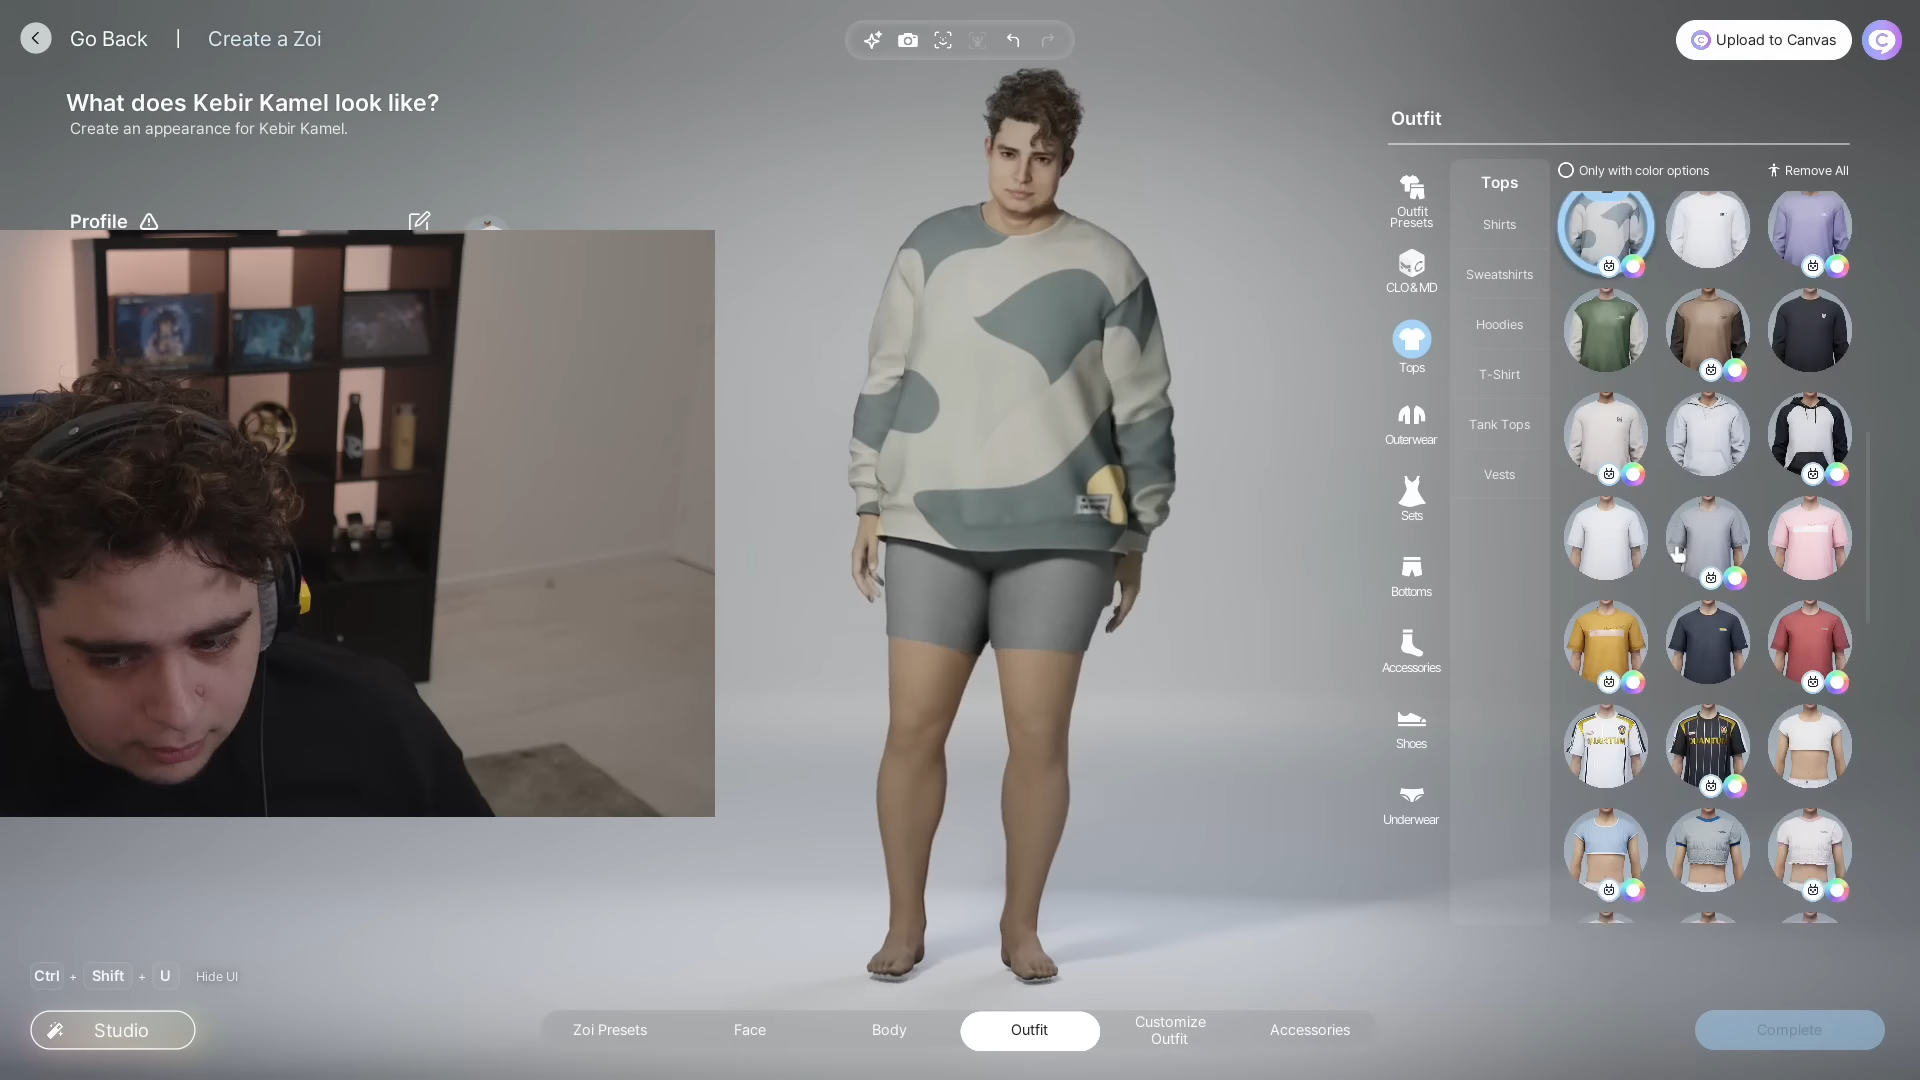 Go Back | Create a Zoi
Upload to Canvas
What does Kebir Kamel look like?
Create an appearance for Kebir Kamel.
Profile
Outfit
Only with color options
Remove All
Outfit
Presets
CLO&MD
Tops
Outerwear
Sets
Bottoms
Accessories
Shoes
Underwear
Tops
Shirts
Sweatshirts
Hoodies
T-Shirt
Tank Tops
Vests
QUANTUM
QUANTUM
Ctrl + Shift + U Hide UI
Studio
Zoi Presets
Face
Body
Outfit
Customize
Outfit
Accessories
Complete